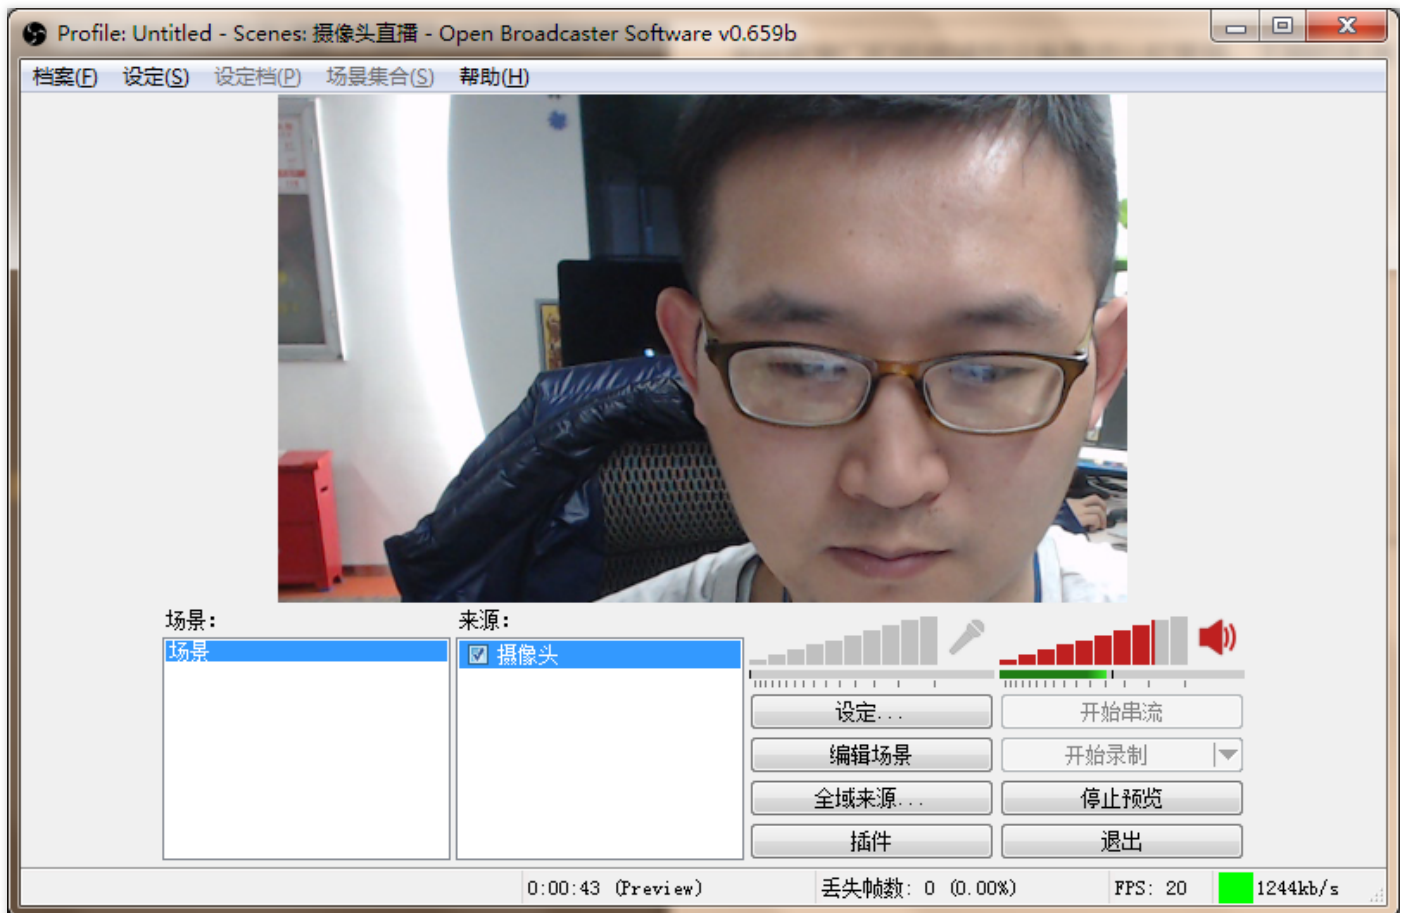 Profile: Untitled - Scenes: 摄像头直播 - Open Broadcaster Software v0.659b
档案(F) 设定(S) 设定档(P) 场景集合(S) 帮助(H)
场景: 来源:
场景 摄像头
设定... 开始串流
编辑场景 开始录制
全域来源... 停止预览
插件 退出
0:00:43 (Preview) 丢失帧数: 0 (0.00%) FPS: 20 1244kb/s